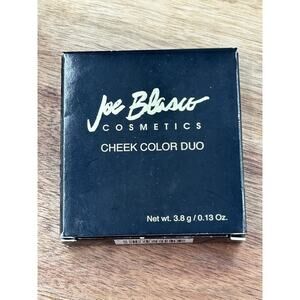 Joe Blasco
COSMETICS
CHEEK COLOR DUO
Net wt. 3.8 g / 0.13 Oz.